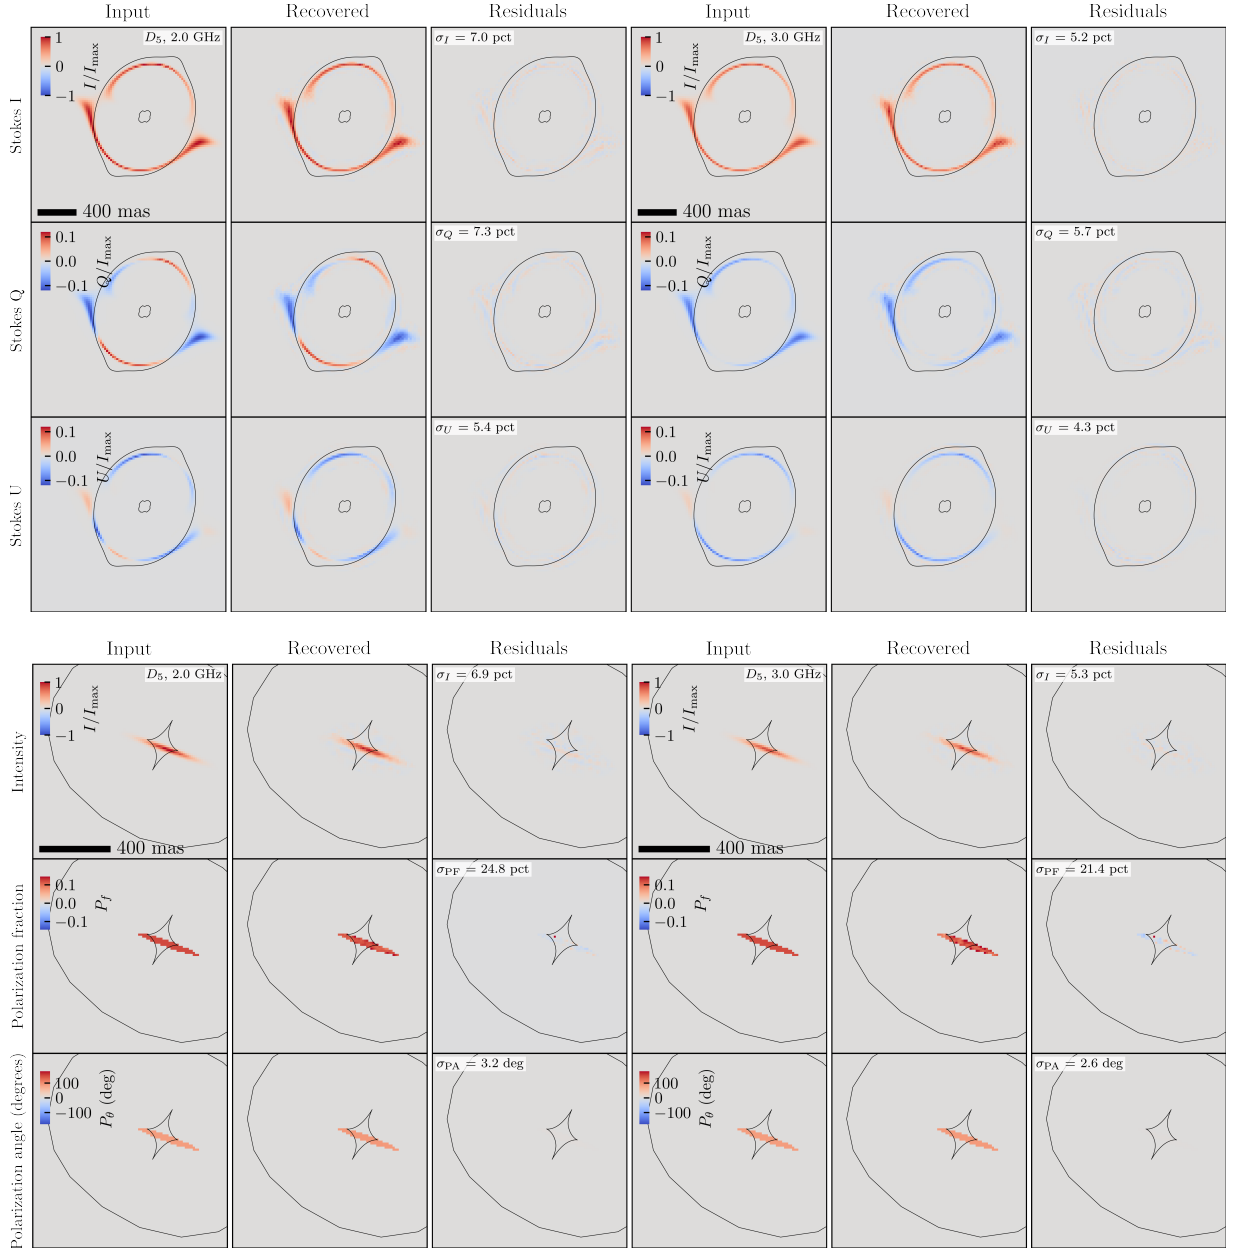 Input Recovered Residuals Input Recovered Residuals
Stokes I
1
0
−1
I/I_max
D_5, 2.0 GHz
400 mas
σ_I = 7.0 pct
1
0
−1
I/I_max
D_5, 3.0 GHz
400 mas
σ_I = 5.2 pct
Stokes Q
0.1
0.0
−0.1
Q/I_max
σ_Q = 7.3 pct
0.1
0.0
−0.1
Q/I_max
σ_Q = 5.7 pct
Stokes U
0.1
0.0
−0.1
U/I_max
σ_U = 5.4 pct
0.1
0.0
−0.1
U/I_max
σ_U = 4.3 pct
Input Recovered Residuals Input Recovered Residuals
Intensity
1
0
−1
I/I_max
D_5, 2.0 GHz
400 mas
σ_I = 6.9 pct
1
0
−1
I/I_max
D_5, 3.0 GHz
400 mas
σ_I = 5.3 pct
Polarization fraction
0.1
0.0
−0.1
P_f
σ_PF = 24.8 pct
0.1
0.0
−0.1
P_f
σ_PF = 21.4 pct
Polarization angle (degrees)
100
0
−100
P_θ (deg)
σ_PA = 3.2 deg
100
0
−100
P_θ (deg)
σ_PA = 2.6 deg